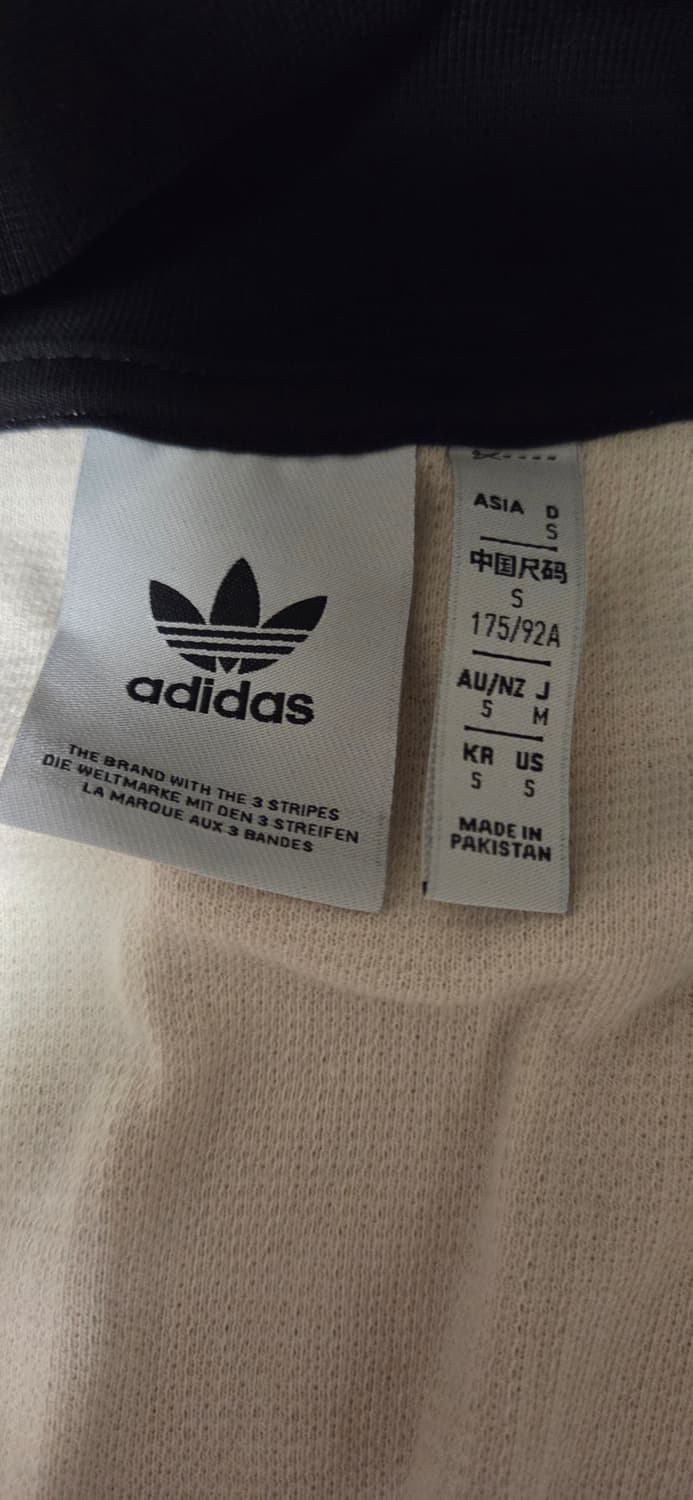 adidas
THE BRAND WITH THE 3 STRIPES
DIE WELTMARKE MIT DEN 3 STREIFEN
LA MARQUE AUX 3 BANDES
ASIA D
S
中国尺码
S
175/92A
AU/NZ J
S M
KR US
S S
MADE IN
PAKISTAN